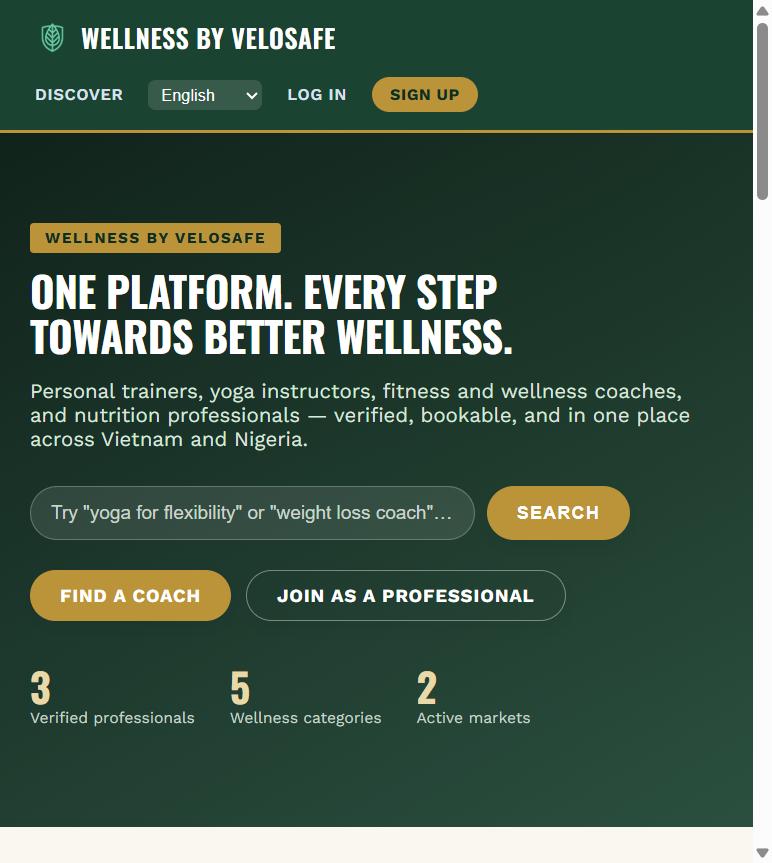 WELLNESS BY VELOSAFE
DISCOVER English LOG IN SIGN UP
WELLNESS BY VELOSAFE
ONE PLATFORM. EVERY STEP
TOWARDS BETTER WELLNESS.
Personal trainers, yoga instructors, fitness and wellness coaches,
and nutrition professionals — verified, bookable, and in one place
across Vietnam and Nigeria.
Try "yoga for flexibility" or "weight loss coach"... SEARCH
FIND A COACH JOIN AS A PROFESSIONAL
3 5 2
Verified professionals Wellness categories Active markets